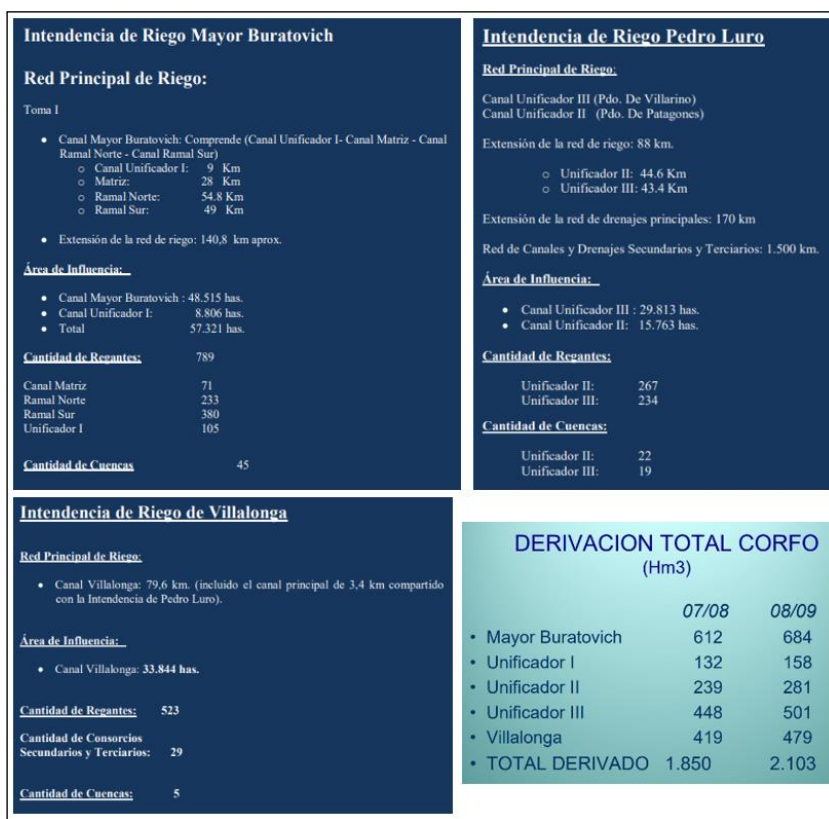 Intendencia de Riego Mayor Buratovich
Red Principal de Riego:
Toma I
• Canal Mayor Buratovich: Comprende (Canal Unificador I- Canal Matriz - Canal
Ramal Norte - Canal Ramal Sur)
o Canal Unificador I: 9 Km
o Matriz: 28 Km
o Ramal Norte: 54.8 Km
o Ramal Sur: 49 Km
• Extensión de la red de riego: 140,8 km aprox.
Área de Influencia:
• Canal Mayor Buratovich : 48.515 has.
• Canal Unificador I: 8.806 has.
• Total 57.321 has.
Cantidad de Regantes: 789
Canal Matriz 71
Ramal Norte 233
Ramal Sur 380
Unificador I 105
Cantidad de Cuencas 45
Intendencia de Riego Pedro Luro
Red Principal de Riego:
Canal Unificador III (Pdo. De Villarino)
Canal Unificador II (Pdo. De Patagones)
Extensión de la red de riego: 88 km.
o Unificador II: 44.6 Km
o Unificador III: 43.4 Km
Extensión de la red de drenajes principales: 170 km
Red de Canales y Drenajes Secundarios y Terciarios: 1.500 km.
Área de Influencia:
• Canal Unificador III : 29.813 has.
• Canal Unificador II: 15.763 has.
Cantidad de Regantes:
Unificador II: 267
Unificador III: 234
Cantidad de Cuencas:
Unificador II: 22
Unificador III: 19
Intendencia de Riego de Villalonga
Red Principal de Riego:
• Canal Villalonga: 79,6 km. (incluido el canal principal de 3,4 km compartido
con la Intendencia de Pedro Luro).
Área de Influencia:
• Canal Villalonga: 33.844 has.
Cantidad de Regantes: 523
Cantidad de Consorcios
Secundarios y Terciarios: 29
Cantidad de Cuencas: 5
DERIVACION TOTAL CORFO
(Hm3)
07/08 08/09
• Mayor Buratovich 612 684
• Unificador I 132 158
• Unificador II 239 281
• Unificador III 448 501
• Villalonga 419 479
• TOTAL DERIVADO 1.850 2.103